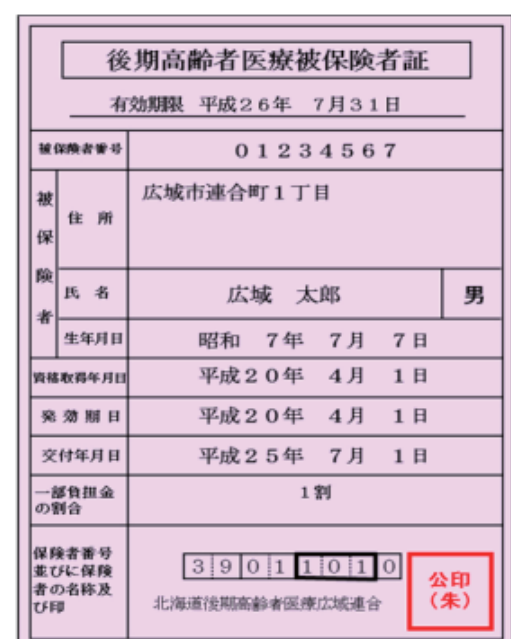 後期高齢者医療被保険者証
有効期限 平成26年 7月31日
被保険者番号 01234567
被保険者
住所 広城市連合町1丁目
氏名 広域 太郎 男
生年月日 昭和 7年 7月 7日
資格取得年月日 平成20年 4月 1日
発効期日 平成20年 4月 1日
交付年月日 平成25年 7月 1日
一部負担金
の割合 1割
保険者番号
並びに保険
者の名称及
び印
39011010
北海道後期高齢者医療広域連合
公印
(朱)